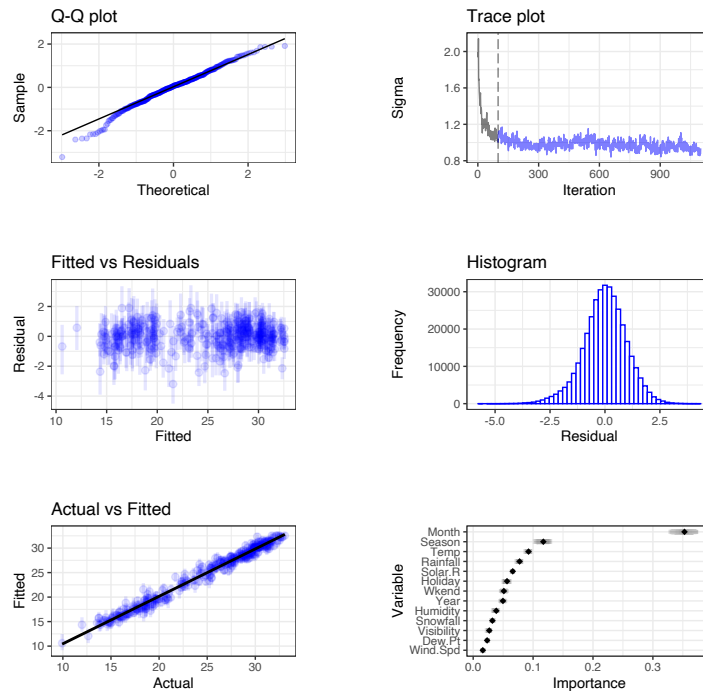 Q-Q plot
2
0
-2
Sample
-2
0
2
Theoretical
Trace plot
2.0
1.6
1.2
0.8
Sigma
0
300
600
900
Iteration
Fitted vs Residuals
2
0
-2
-4
Residual
10
15
20
25
30
Fitted
Histogram
30000
20000
10000
0
Frequency
-5.0
-2.5
0.0
2.5
Residual
Actual vs Fitted
30
25
20
15
10
Fitted
10
15
20
25
30
Actual
Month
Season
Temp
Rainfall
Solar.R
Holiday
Wkend
Year
Humidity
Snowfall
Visibility
Dew.Pt
Wind.Spd
Variable
0.0
0.1
0.2
0.3
Importance